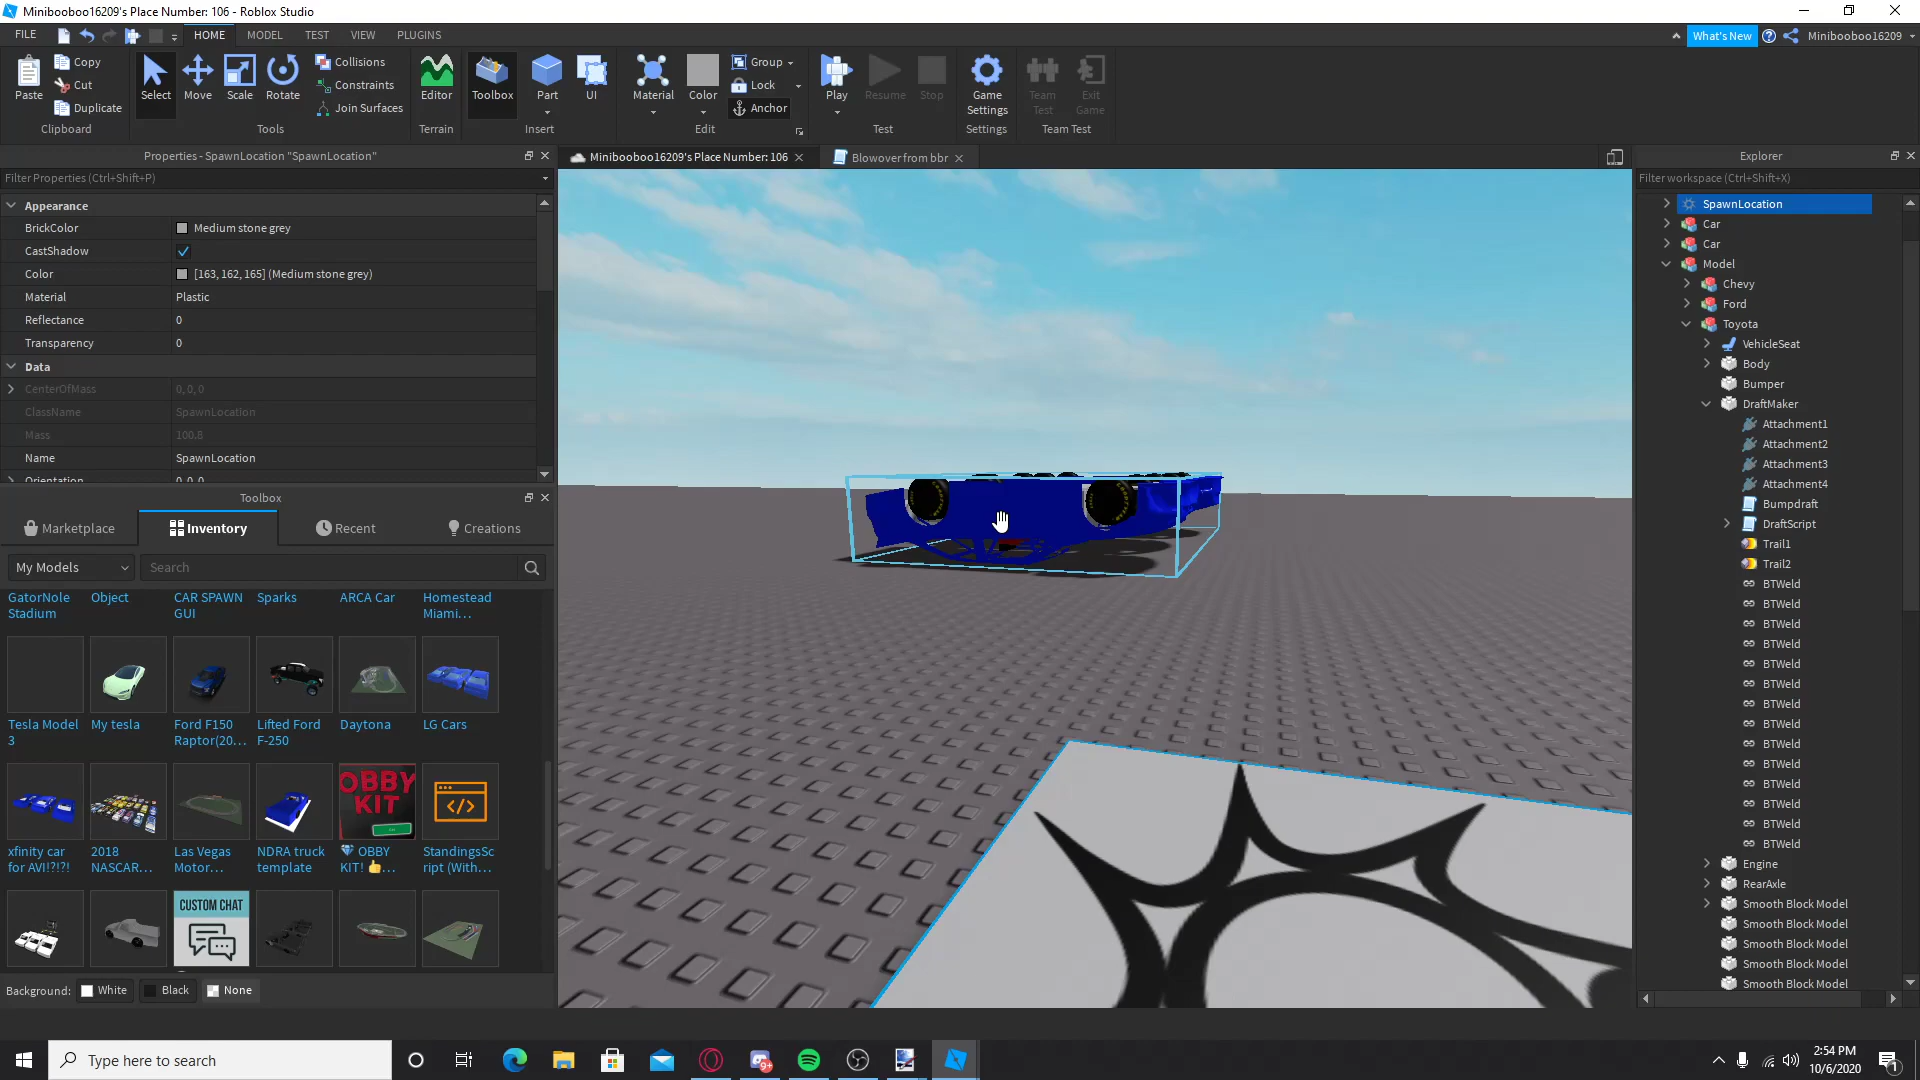 Minibooboo16209's Place Number: 106 - Roblox Studio
FILE
HOME
MODEL
TEST
VIEW
PLUGINS
What's New
Minibooboo16209
Paste
Copy
Cut
Duplicate
Clipboard
Select
Move
Scale
Rotate
Collisions
Constraints
Join Surfaces
Tools
Editor
Terrain
Toolbox
Part
UI
Insert
Material
Color
Group
Lock
Anchor
Edit
Play
Resume
Stop
Test
Game
Settings
Settings
Team
Test
Exit
Game
Team Test
Properties - SpawnLocation "SpawnLocation"
Filter Properties (Ctrl+Shift+P)
Appearance
BrickColor Medium stone grey
CastShadow
Color [163, 162, 165] (Medium stone grey)
Material Plastic
Reflectance 0
Transparency 0
Data
CenterOfMass 0, 0, 0
ClassName SpawnLocation
Mass 100.8
Name SpawnLocation
Orientation 0, 0, 0
Toolbox
Marketplace
Inventory
Recent
Creations
My Models
Search
GatorNole
Stadium
Object
CAR SPAWN
GUI
Sparks
ARCA Car
Homestead
Miami...
Tesla Model
3
My tesla
Ford F150
Raptor(20...
Lifted Ford
F-250
Daytona
LG Cars
OBBY
KIT
xfinity car
for AVI!?!?!
2018
NASCAR...
Las Vegas
Motor...
NDRA truck
template
💎 OBBY
KIT! 👍...
StandingsSc
ript (With...
CUSTOM CHAT
Background:
White
Black
None
Minibooboo16209's Place Number: 106
Blowover from bbr
Explorer
Filter workspace (Ctrl+Shift+X)
SpawnLocation
Car
Car
Model
Chevy
Ford
Toyota
VehicleSeat
Body
Bumper
DraftMaker
Attachment1
Attachment2
Attachment3
Attachment4
Bumpdraft
DraftScript
Trail1
Trail2
BTWeld
BTWeld
BTWeld
BTWeld
BTWeld
BTWeld
BTWeld
BTWeld
BTWeld
BTWeld
BTWeld
BTWeld
BTWeld
BTWeld
Engine
RearAxle
Smooth Block Model
Smooth Block Model
Smooth Block Model
Smooth Block Model
Smooth Block Model
Type here to search
9+
2:54 PM
10/6/2020
1